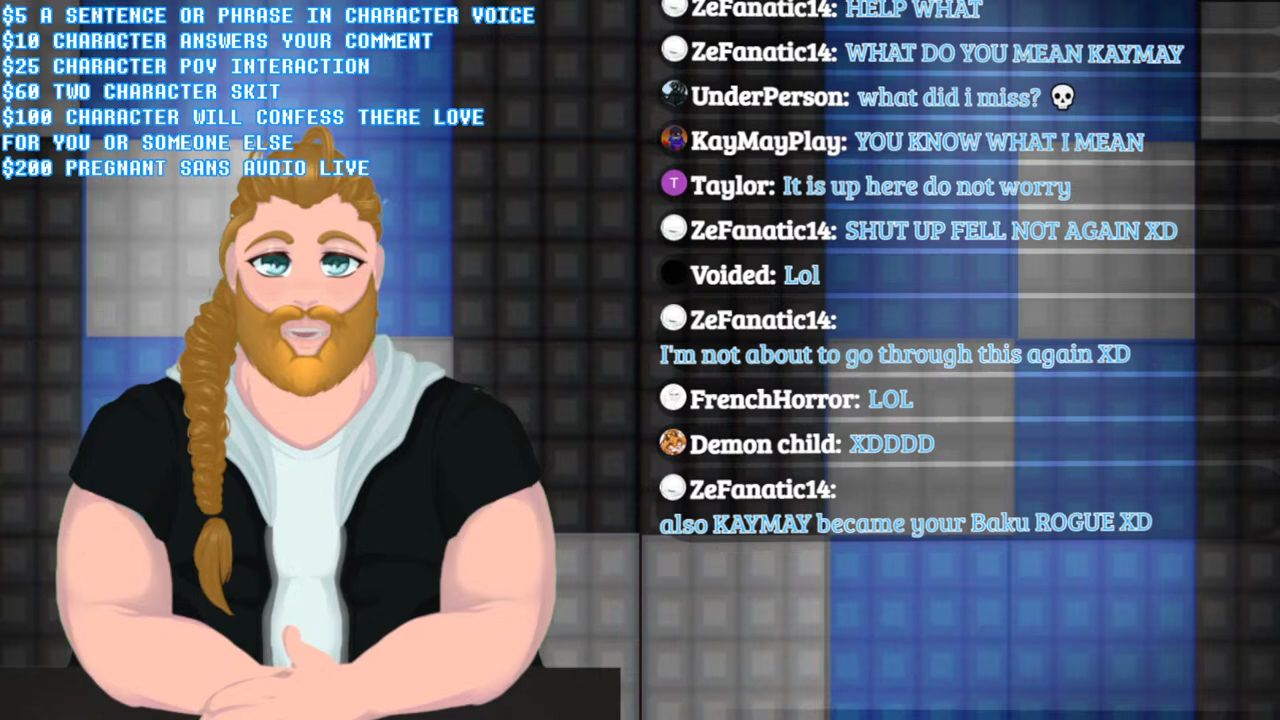 $5 A SENTENCE OR PHRASE IN CHARACTER VOICE
$10 CHARACTER ANSWERS YOUR COMMENT
$25 CHARACTER POV INTERACTION
$60 TWO CHARACTER SKIT
$100 CHARACTER WILL CONFESS THERE LOVE
FOR YOU OR SOMEONE ELSE
$200 PREGNANT SANS AUDIO LIVE
ZeFanatic14: HELP WHAT
ZeFanatic14: WHAT DO YOU MEAN KAYMAY
UnderPerson: what did i miss? 💀
KayMayPlay: YOU KNOW WHAT I MEAN
T Taylor: It is up here do not worry
ZeFanatic14: SHUT UP FELL NOT AGAIN XD
Voided: Lol
ZeFanatic14:
I'm not about to go through this again XD
FrenchHorror: LOL
Demon child: XDDDD
ZeFanatic14:
also KAYMAY became your Baku ROGUE XD